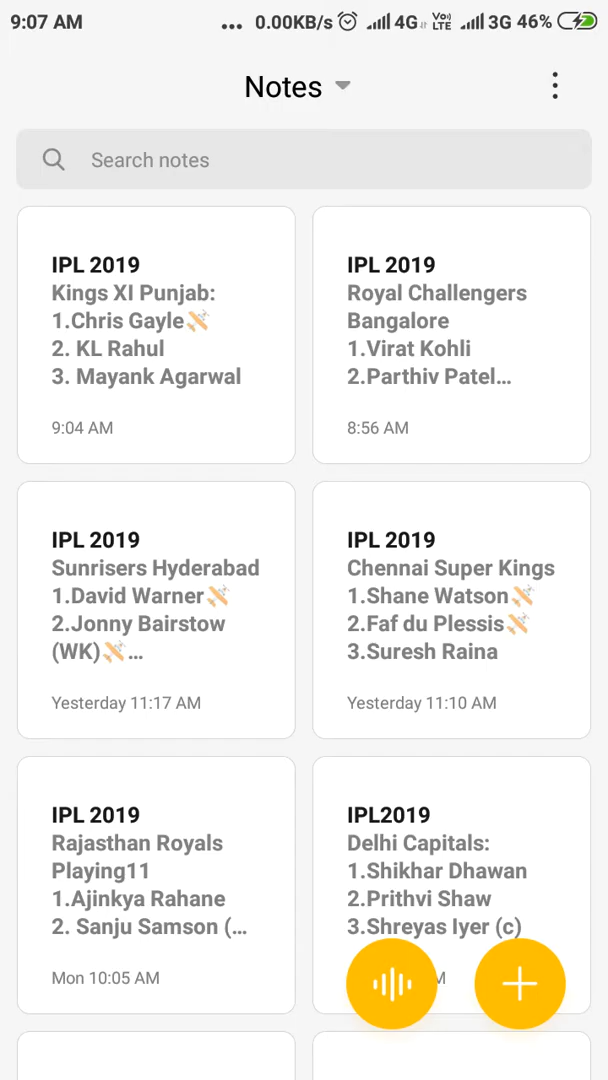 9:07 AM ... 0.00KB/s 4G Vo) LTE 3G 46%
Notes
Search notes
IPL 2019
Kings XI Punjab:
1.Chris Gayle
2. KL Rahul
3. Mayank Agarwal
9:04 AM
IPL 2019
Royal Challengers
Bangalore
1.Virat Kohli
2.Parthiv Patel...
8:56 AM
IPL 2019
Sunrisers Hyderabad
1.David Warner
2.Jonny Bairstow
(WK)...
Yesterday 11:17 AM
IPL 2019
Chennai Super Kings
1.Shane Watson
2.Faf du Plessis
3.Suresh Raina
Yesterday 11:10 AM
IPL 2019
Rajasthan Royals
Playing11
1.Ajinkya Rahane
2. Sanju Samson (...
Mon 10:05 AM
IPL2019
Delhi Capitals:
1.Shikhar Dhawan
2.Prithvi Shaw
3.Shreyas Iyer (c)